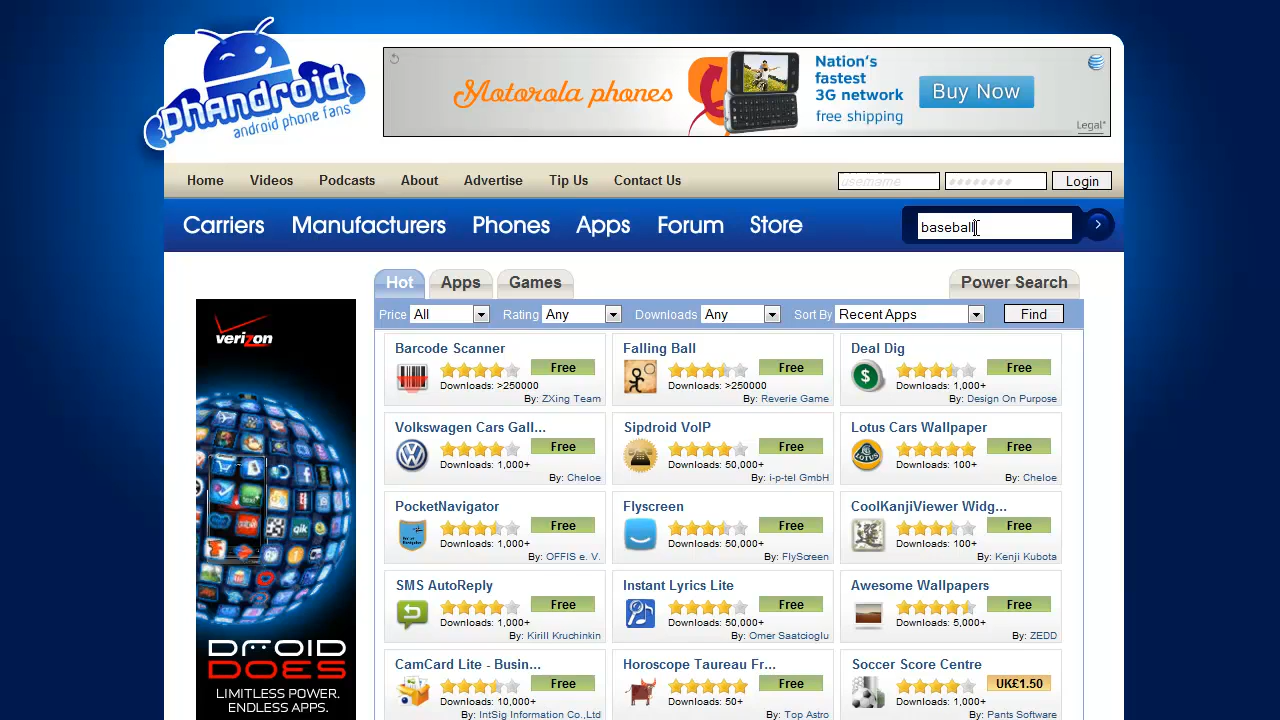 phandroid
android phone fans
Motorola phones
Nation's
fastest
3G network
free shipping
Buy Now
Legal*
Home Videos Podcasts About Advertise Tip Us Contact Us
username
Login
Carriers Manufacturers Phones Apps Forum Store
baseball
Hot Apps Games Power Search
Price All Rating Any Downloads Any Sort By Recent Apps Find
verizon
DROID
DOES
LIMITLESS POWER.
ENDLESS APPS.
Barcode Scanner
Free
Downloads: >250000
By: ZXing Team
Falling Ball
Free
Downloads: >250000
By: Reverie Game
Deal Dig
Free
Downloads: 1,000+
By: Design On Purpose
Volkswagen Cars Gall...
Free
Downloads: 1,000+
By: Cheloe
Sipdroid VoIP
Free
Downloads: 50,000+
By: i-p-tel GmbH
Lotus Cars Wallpaper
Free
Downloads: 100+
By: Cheloe
PocketNavigator
Free
Downloads: 1,000+
By: OFFIS e. V.
Flyscreen
Free
Downloads: 50,000+
By: FlyScreen
CoolKanjiViewer Widg...
Free
Downloads: 100+
By: Kenji Kubota
SMS AutoReply
Free
Downloads: 1,000+
By: Kirill Kruchinkin
Instant Lyrics Lite
Free
Downloads: 50,000+
By: Omer Saatcioglu
Awesome Wallpapers
Free
Downloads: 5,000+
By: ZEDD
CamCard Lite - Busin...
Free
Downloads: 10,000+
By: IntSig Information Co.,Ltd
Horoscope Taureau Fr...
Free
Downloads: 50+
By: Top Astro
Soccer Score Centre
UK£1.50
Downloads: 1,000+
By: Pants Software